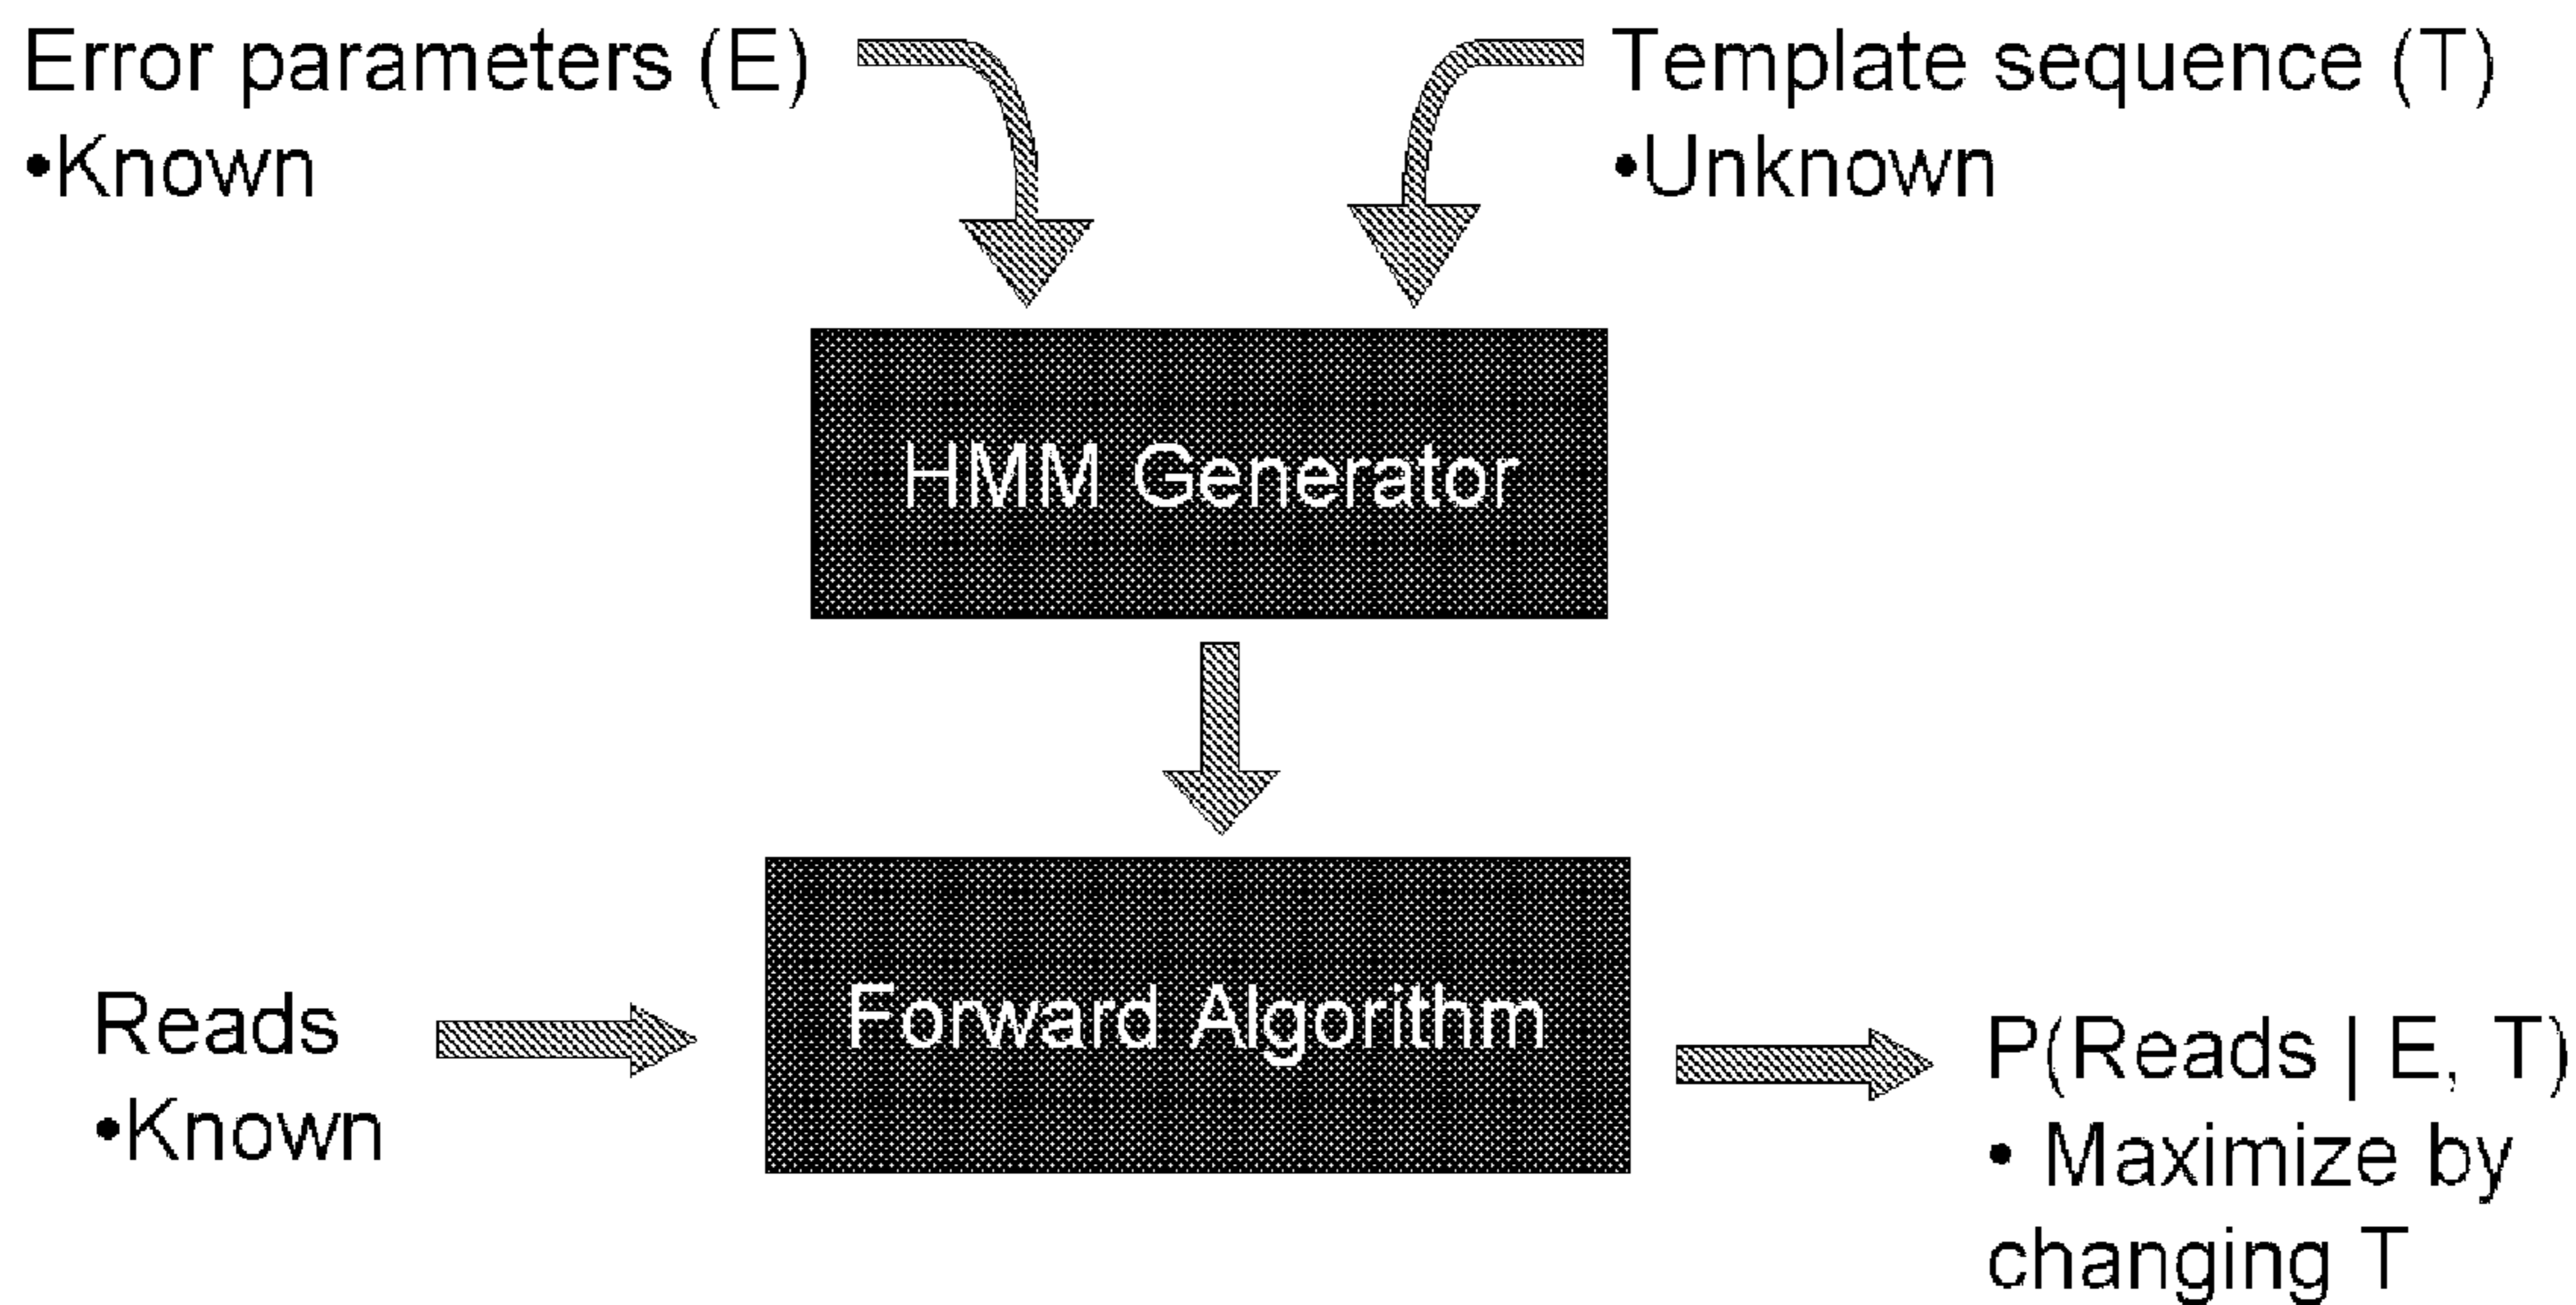 Error parameters (E)
•Known
Template sequence (T)
•Unknown
HMM Generator
Forward Algorithm
Reads
•Known
P(Reads | E, T)
• Maximize by
changing T